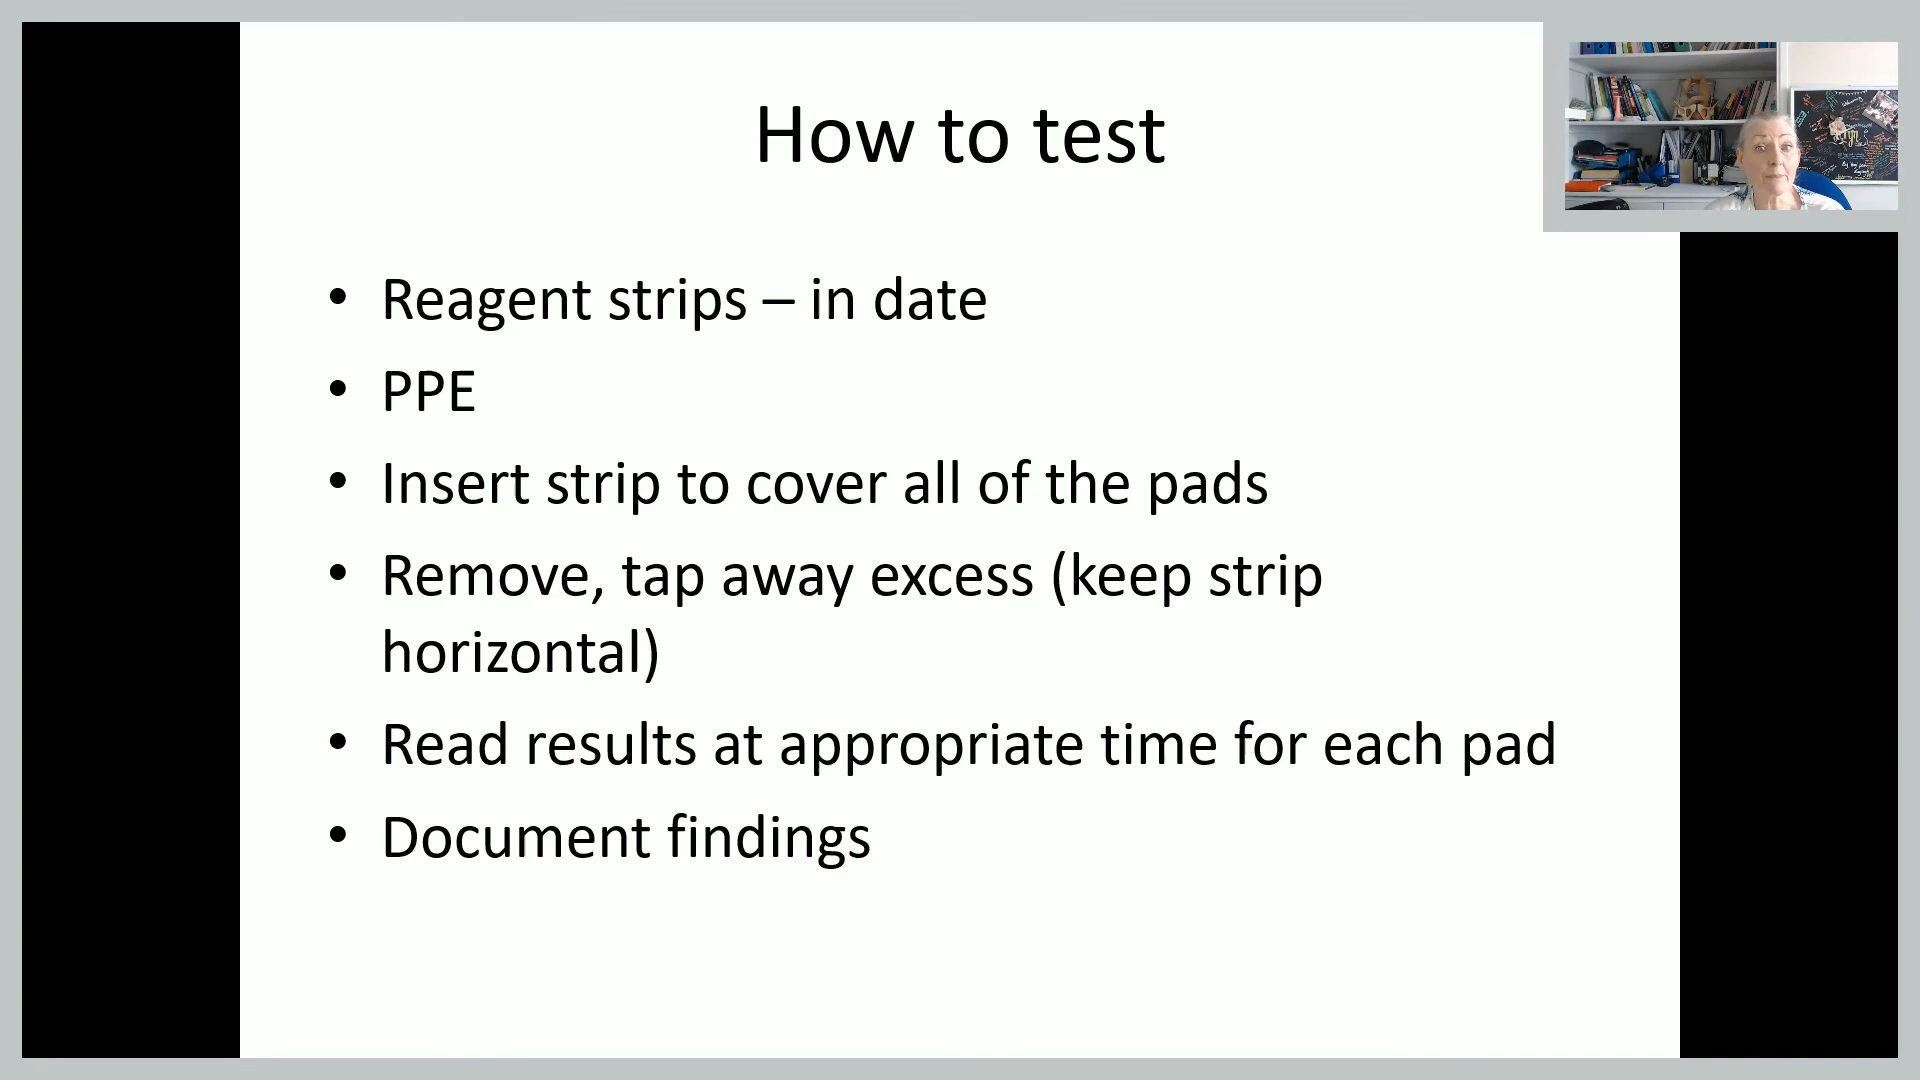 How to test
• Reagent strips – in date
• PPE
• Insert strip to cover all of the pads
• Remove, tap away excess (keep strip
horizontal)
• Read results at appropriate time for each pad
• Document findings